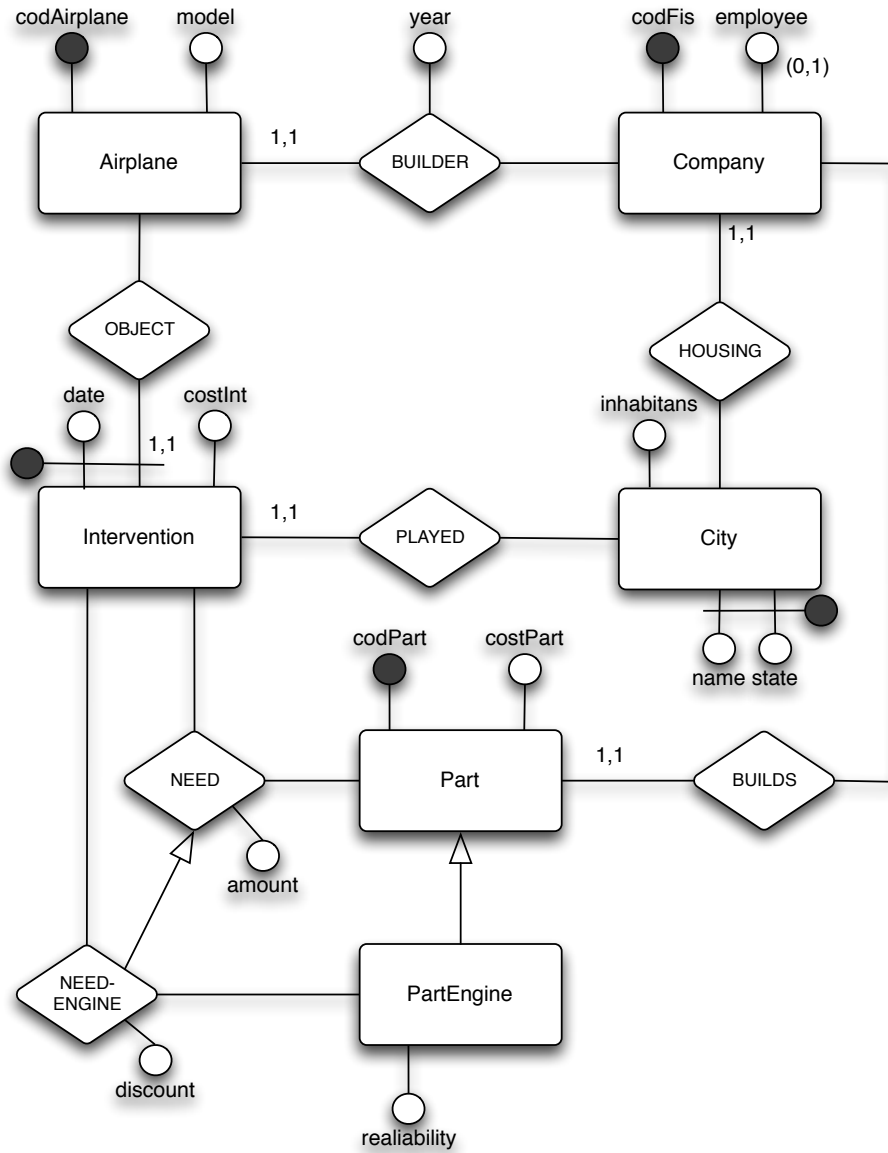 codAirplane
model
year
codFis
employee
(0,1)
Airplane
1,1
BUILDER
Company
1,1
OBJECT
HOUSING
date
costInt
inhabitans
1,1
Intervention
1,1
PLAYED
City
codPart
costPart
name state
NEED
Part
1,1
BUILDS
amount
NEED-
ENGINE
PartEngine
discount
realiability